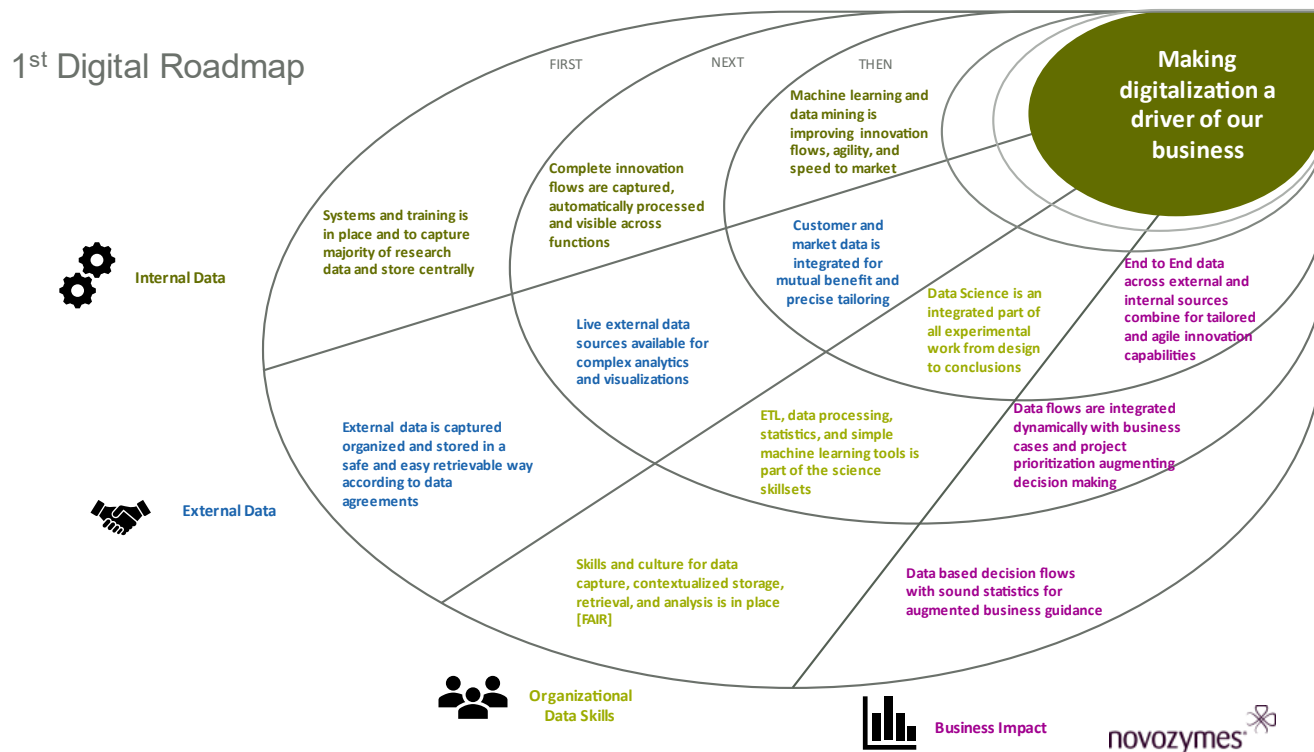 1st Digital Roadmap
FIRST
NEXT
THEN
Making
digitalization a
driver of our
business
Machine learning and
data mining is
improving innovation
flows, agility, and
speed to market
Complete innovation
flows are captured,
automatically processed
and visible across
functions
Systems and training is
in place and to capture
majority of research
data and store centrally
Internal Data
Customer and
market data is
integrated for
mutual benefit and
precise tailoring
Live external data
sources available for
complex analytics
and visualizations
External data is captured
organized and stored in a
safe and easy retrievable way
according to data
agreements
External Data
Data Science is an
integrated part of
all experimental
work from design
to conclusions
ETL, data processing,
statistics, and simple
machine learning tools is
part of the science
skillsets
Skills and culture for data
capture, contextualized storage,
retrieval, and analysis is in place
[FAIR]
Organizational
Data Skills
End to End data
across external and
internal sources
combine for tailored
and agile innovation
capabilities
Data flows are integrated
dynamically with business
cases and project
prioritization augmenting
decision making
Data based decision flows
with sound statistics for
augmented business guidance
Business Impact
novozymes